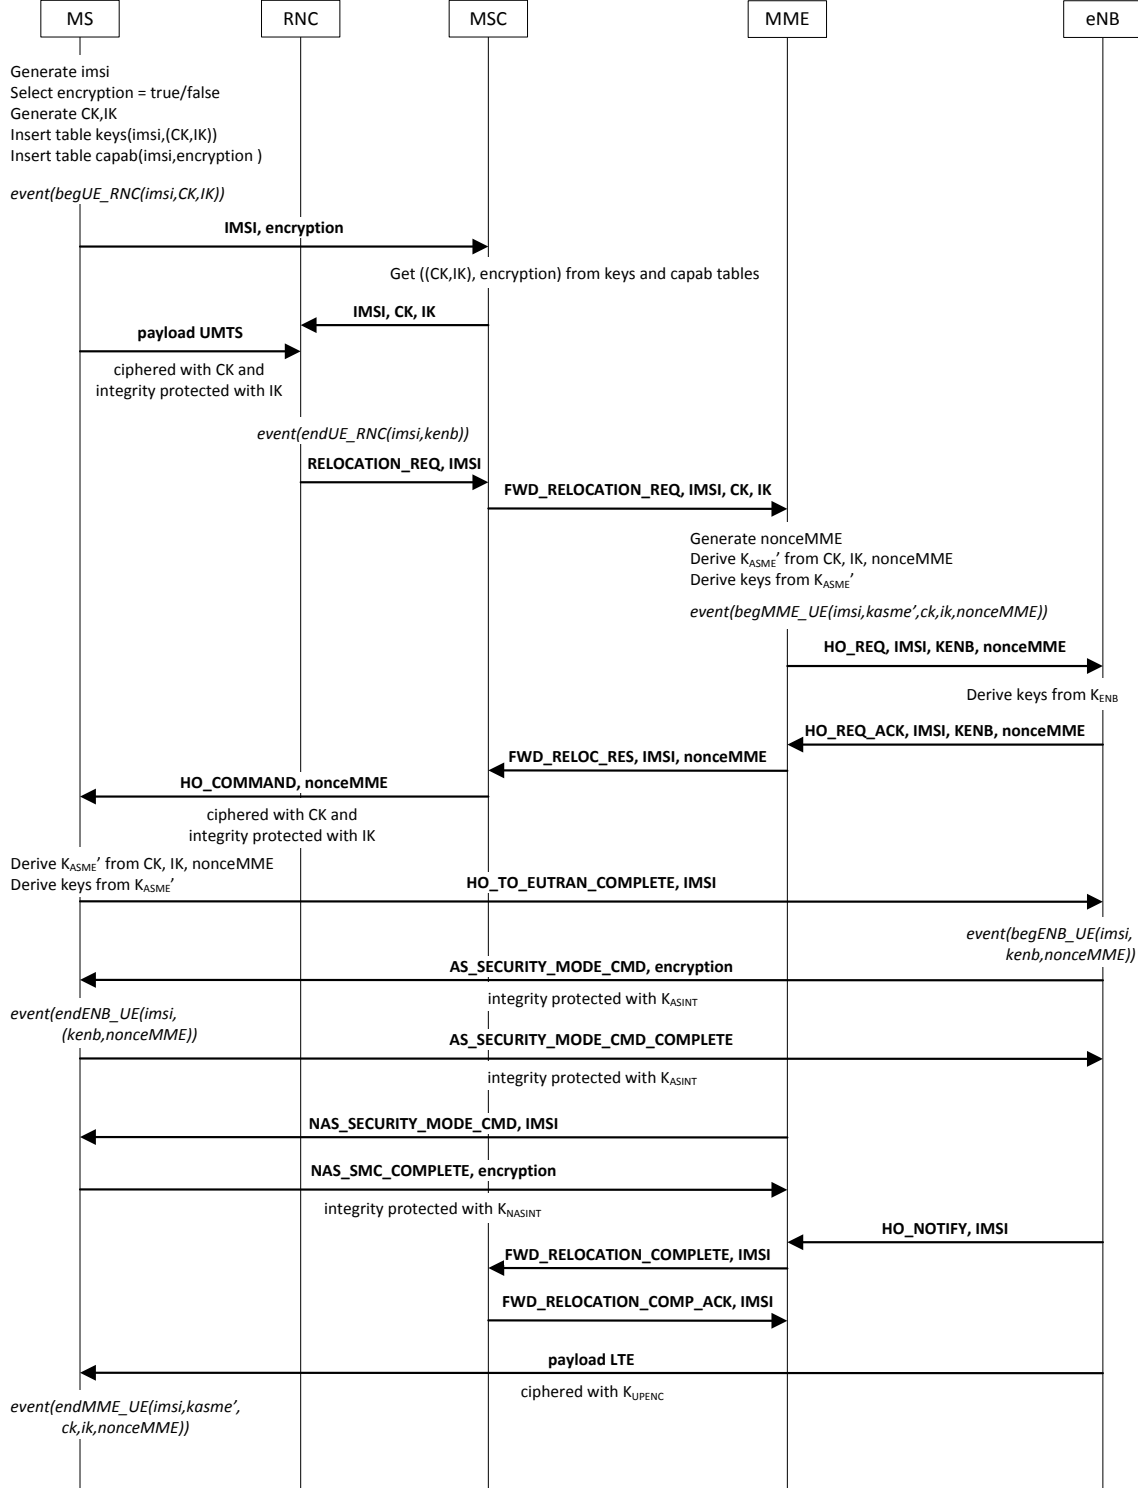 MS
RNC
MSC
MME
eNB
Generate imsi
Select encryption = true/false
Generate CK,IK
Insert table keys(imsi,(CK,IK))
Insert table capab(imsi,encryption )
event(begUE_RNC(imsi,CK,IK))
IMSI, encryption
Get ((CK,IK), encryption) from keys and capab tables
IMSI, CK, IK
payload UMTS
ciphered with CK and
integrity protected with IK
event(endUE_RNC(imsi,kenb))
RELOCATION_REQ, IMSI
FWD_RELOCATION_REQ, IMSI, CK, IK
Generate nonceMME
Derive KASME’ from CK, IK, nonceMME
Derive keys from KASME’
event(begMME_UE(imsi,kasme’,ck,ik,nonceMME))
HO_REQ, IMSI, KENB, nonceMME
Derive keys from KENB
HO_REQ_ACK, IMSI, KENB, nonceMME
FWD_RELOC_RES, IMSI, nonceMME
HO_COMMAND, nonceMME
ciphered with CK and
integrity protected with IK
Derive KASME’ from CK, IK, nonceMME
Derive keys from KASME’
HO_TO_EUTRAN_COMPLETE, IMSI
event(begENB_UE(imsi,
kenb,nonceMME))
AS_SECURITY_MODE_CMD, encryption
integrity protected with KASINT
event(endENB_UE(imsi,
(kenb,nonceMME))
AS_SECURITY_MODE_CMD_COMPLETE
integrity protected with KASINT
NAS_SECURITY_MODE_CMD, IMSI
NAS_SMC_COMPLETE, encryption
integrity protected with KNASINT
HO_NOTIFY, IMSI
FWD_RELOCATION_COMPLETE, IMSI
FWD_RELOCATION_COMP_ACK, IMSI
payload LTE
ciphered with KUPENC
event(endMME_UE(imsi,kasme’,
ck,ik,nonceMME))